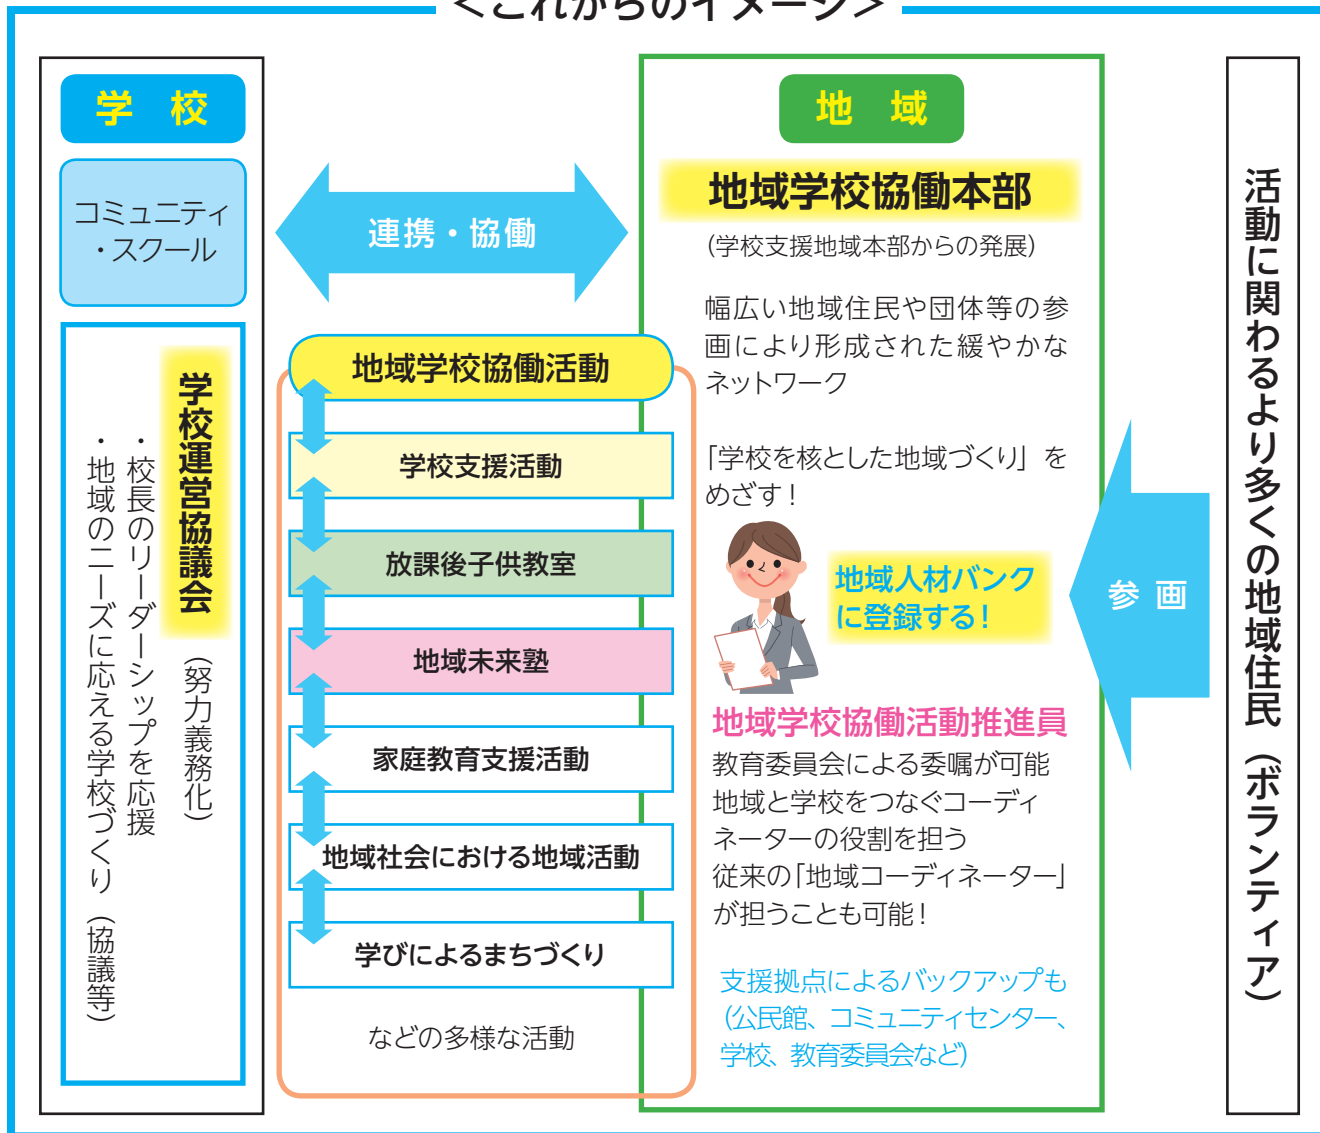 ＜これからのイメージ＞
学 校
コミュニティ
・スクール
学校運営協議会
（努力義務化）
・校長のリーダーシップを応援
・地域のニーズに応える学校づくり（協議等）
連携・協働
地域学校協働活動
学校支援活動
放課後子供教室
地域未来塾
家庭教育支援活動
地域社会における地域活動
学びによるまちづくり
などの多様な活動
地 域
地域学校協働本部
（学校支援地域本部からの発展）
幅広い地域住民や団体等の参
画により形成された緩やかな
ネットワーク
「学校を核とした地域づくり」を
めざす！
地域人材バンク
に登録する！
地域学校協働活動推進員
教育委員会による委嘱が可能
地域と学校をつなぐコーディ
ネーターの役割を担う
従来の「地域コーディネーター」
が担うことも可能！
支援拠点によるバックアップも
（公民館、コミュニティセンター、
学校、教育委員会など）
参 画
活動に関わるより多くの地域住民（ボランティア）